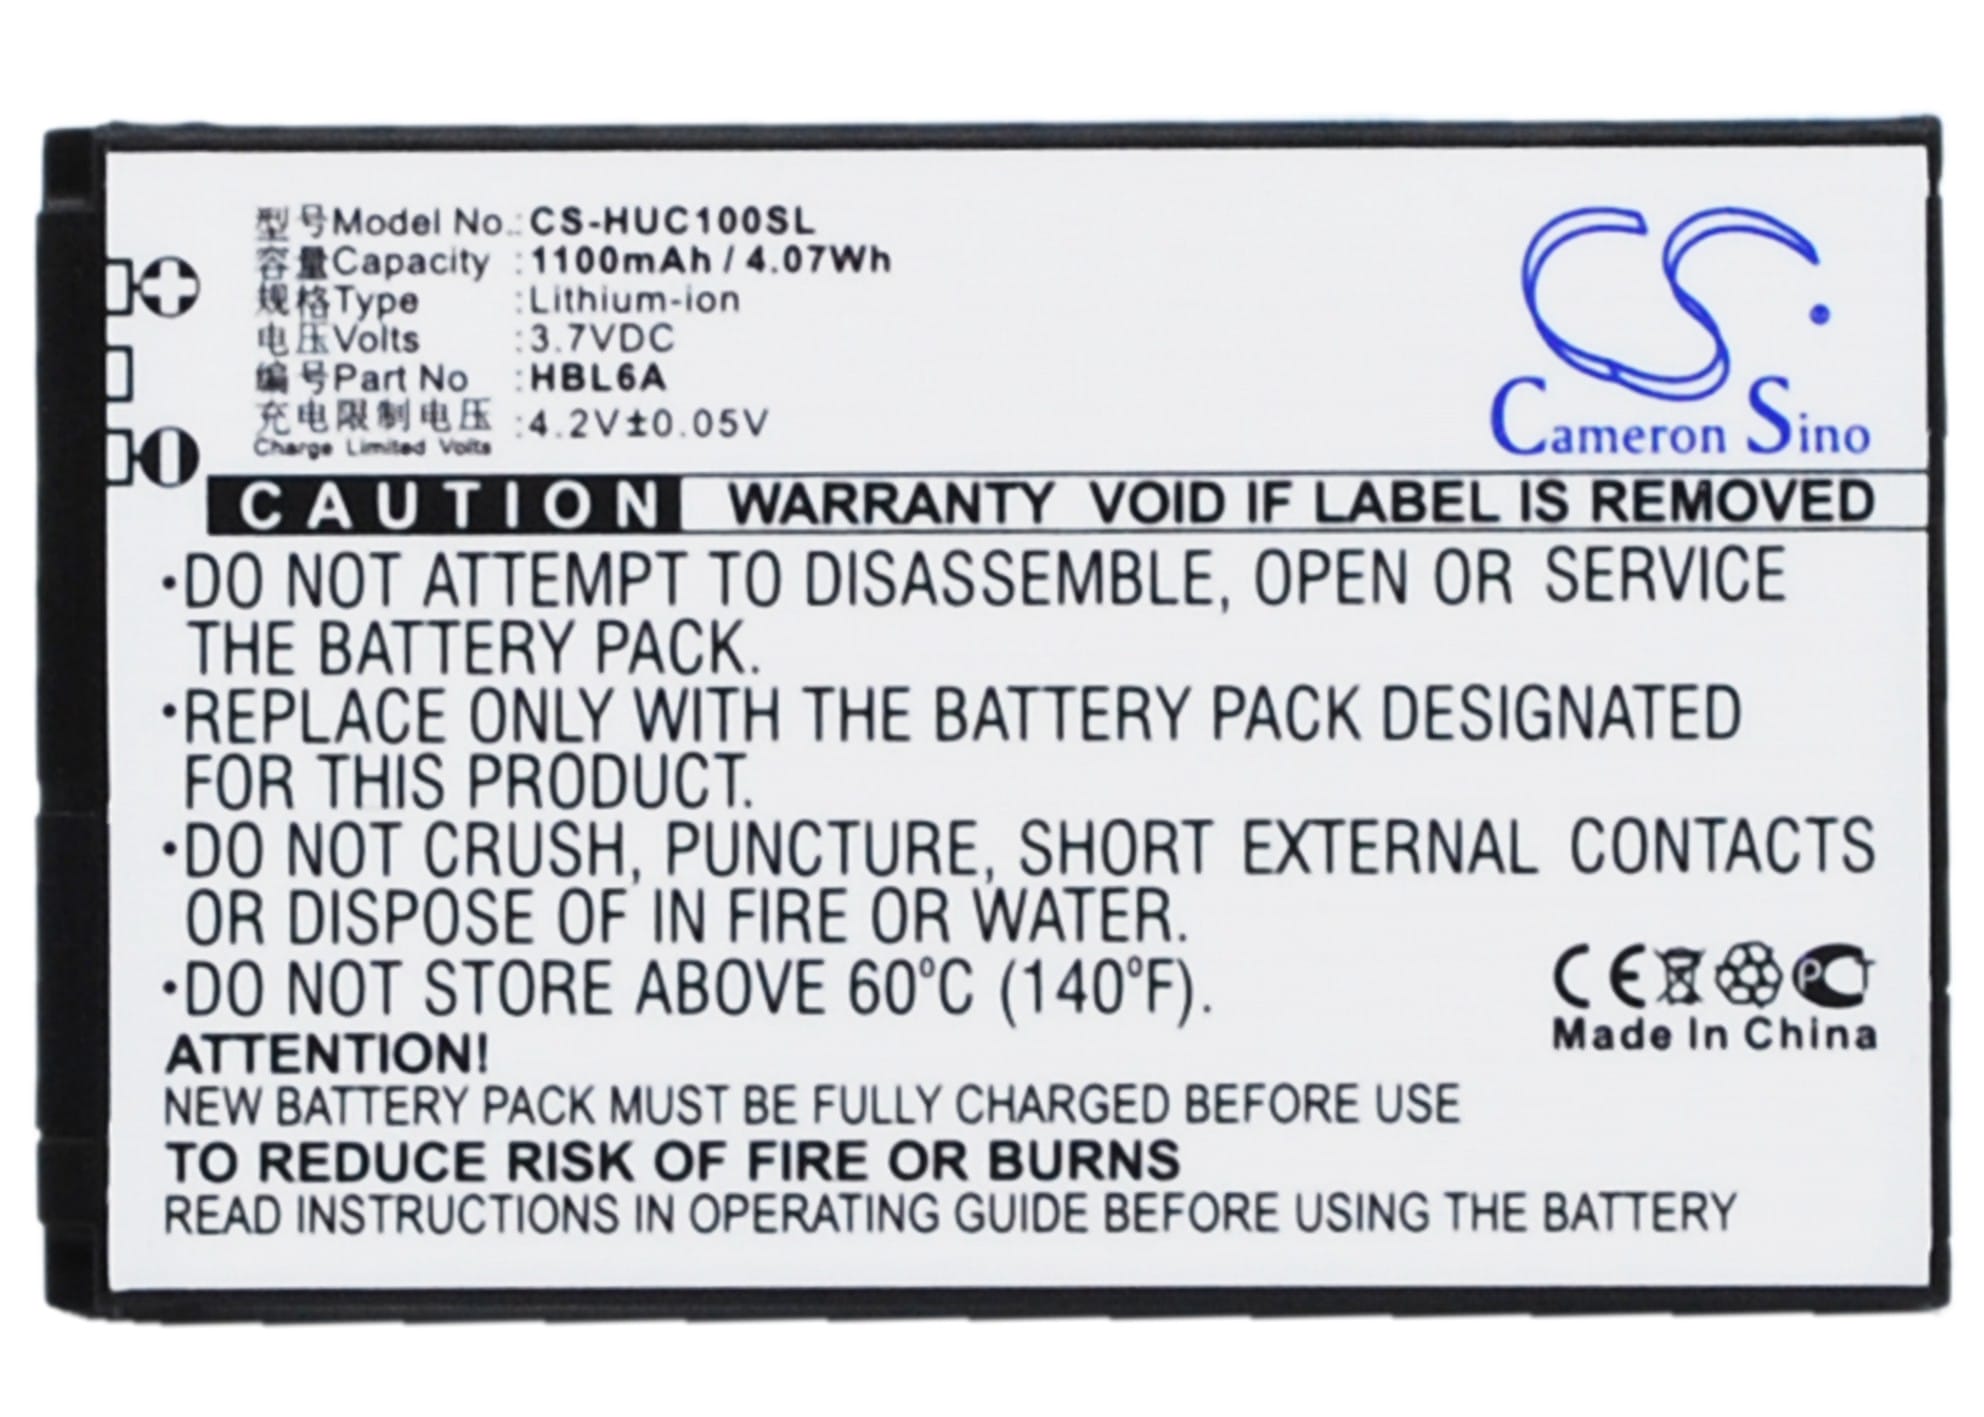 型号Model No.: CS-HUC100SL
容量Capacity : 1100mAh / 4.07Wh
规格Type : Lithium-ion
电压Volts : 3.7VDC
编号Part No : HBL6A
充电限制电压 : 4.2V±0.05V
Charge Limited Volts
CS
Cameron Sino
CAUTION WARRANTY VOID IF LABEL IS REMOVED
•DO NOT ATTEMPT TO DISASSEMBLE, OPEN OR SERVICE
THE BATTERY PACK.
•REPLACE ONLY WITH THE BATTERY PACK DESIGNATED
FOR THIS PRODUCT.
•DO NOT CRUSH, PUNCTURE, SHORT EXTERNAL CONTACTS
OR DISPOSE OF IN FIRE OR WATER.
•DO NOT STORE ABOVE 60°C (140°F).
CE PCT
Made In China
ATTENTION!
NEW BATTERY PACK MUST BE FULLY CHARGED BEFORE USE
TO REDUCE RISK OF FIRE OR BURNS
READ INSTRUCTIONS IN OPERATING GUIDE BEFORE USING THE BATTERY